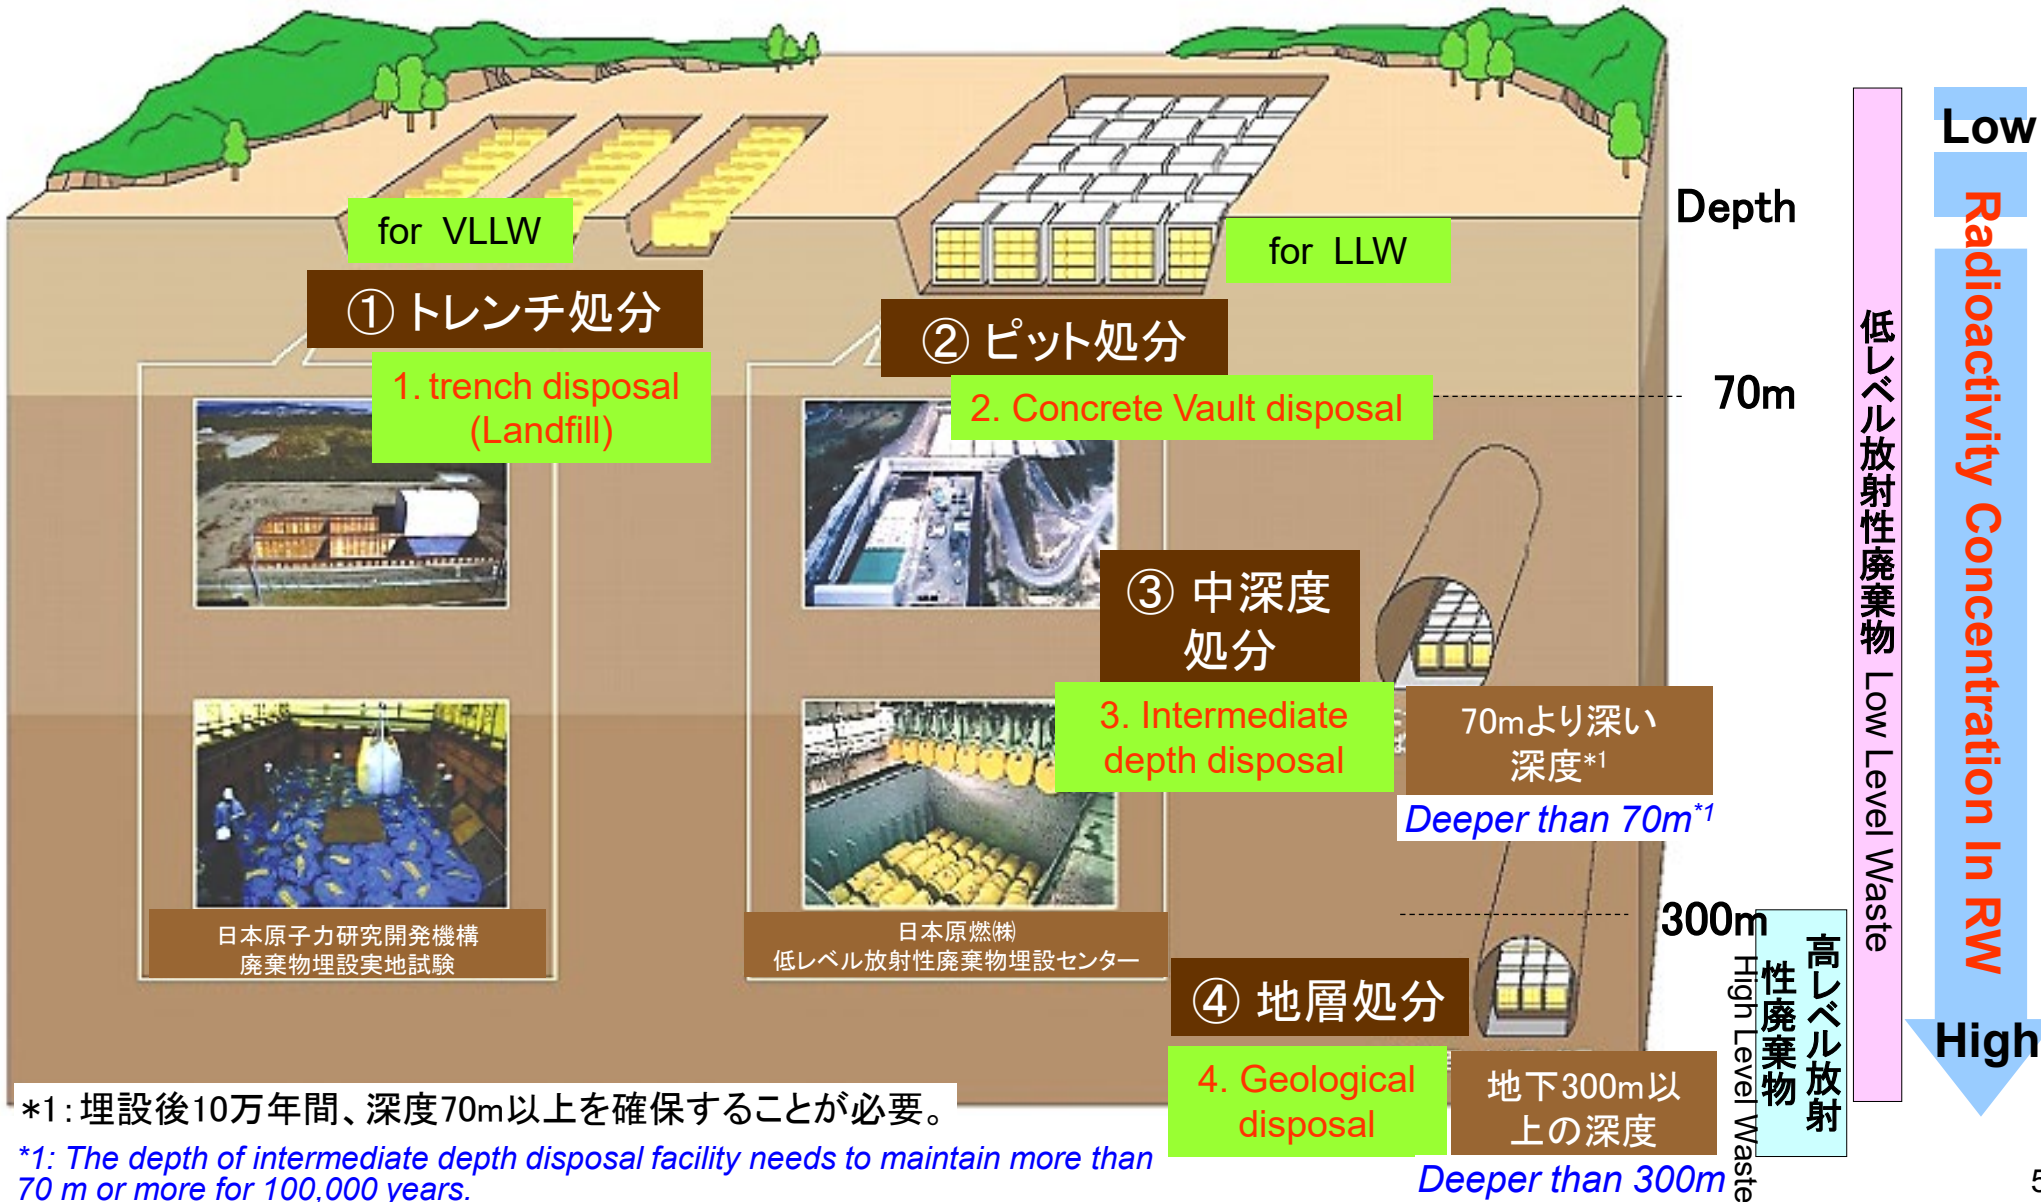 for VLLW
① トレンチ処分
1. trench disposal
(Landfill)
for LLW
② ピット処分
2. Concrete Vault disposal
Depth
70m
③ 中深度
処分
3. Intermediate
depth disposal
70mより深い
深度*1
Deeper than 70m*1
300m
日本原子力研究開発機構
廃棄物埋設実地試験
日本原燃㈱
低レベル放射性廃棄物埋設センター
④ 地層処分
4. Geological
disposal
地下300m以
上の深度
Deeper than 300m
高レベル放射
性廃棄物
High Level Waste
低レベル放射性廃棄物 Low Level Waste
Low
Radioactivity Concentration In RW
High
*1:埋設後10万年間、深度70m以上を確保することが必要。
*1: The depth of intermediate depth disposal facility needs to maintain more than
70 m or more for 100,000 years.
5